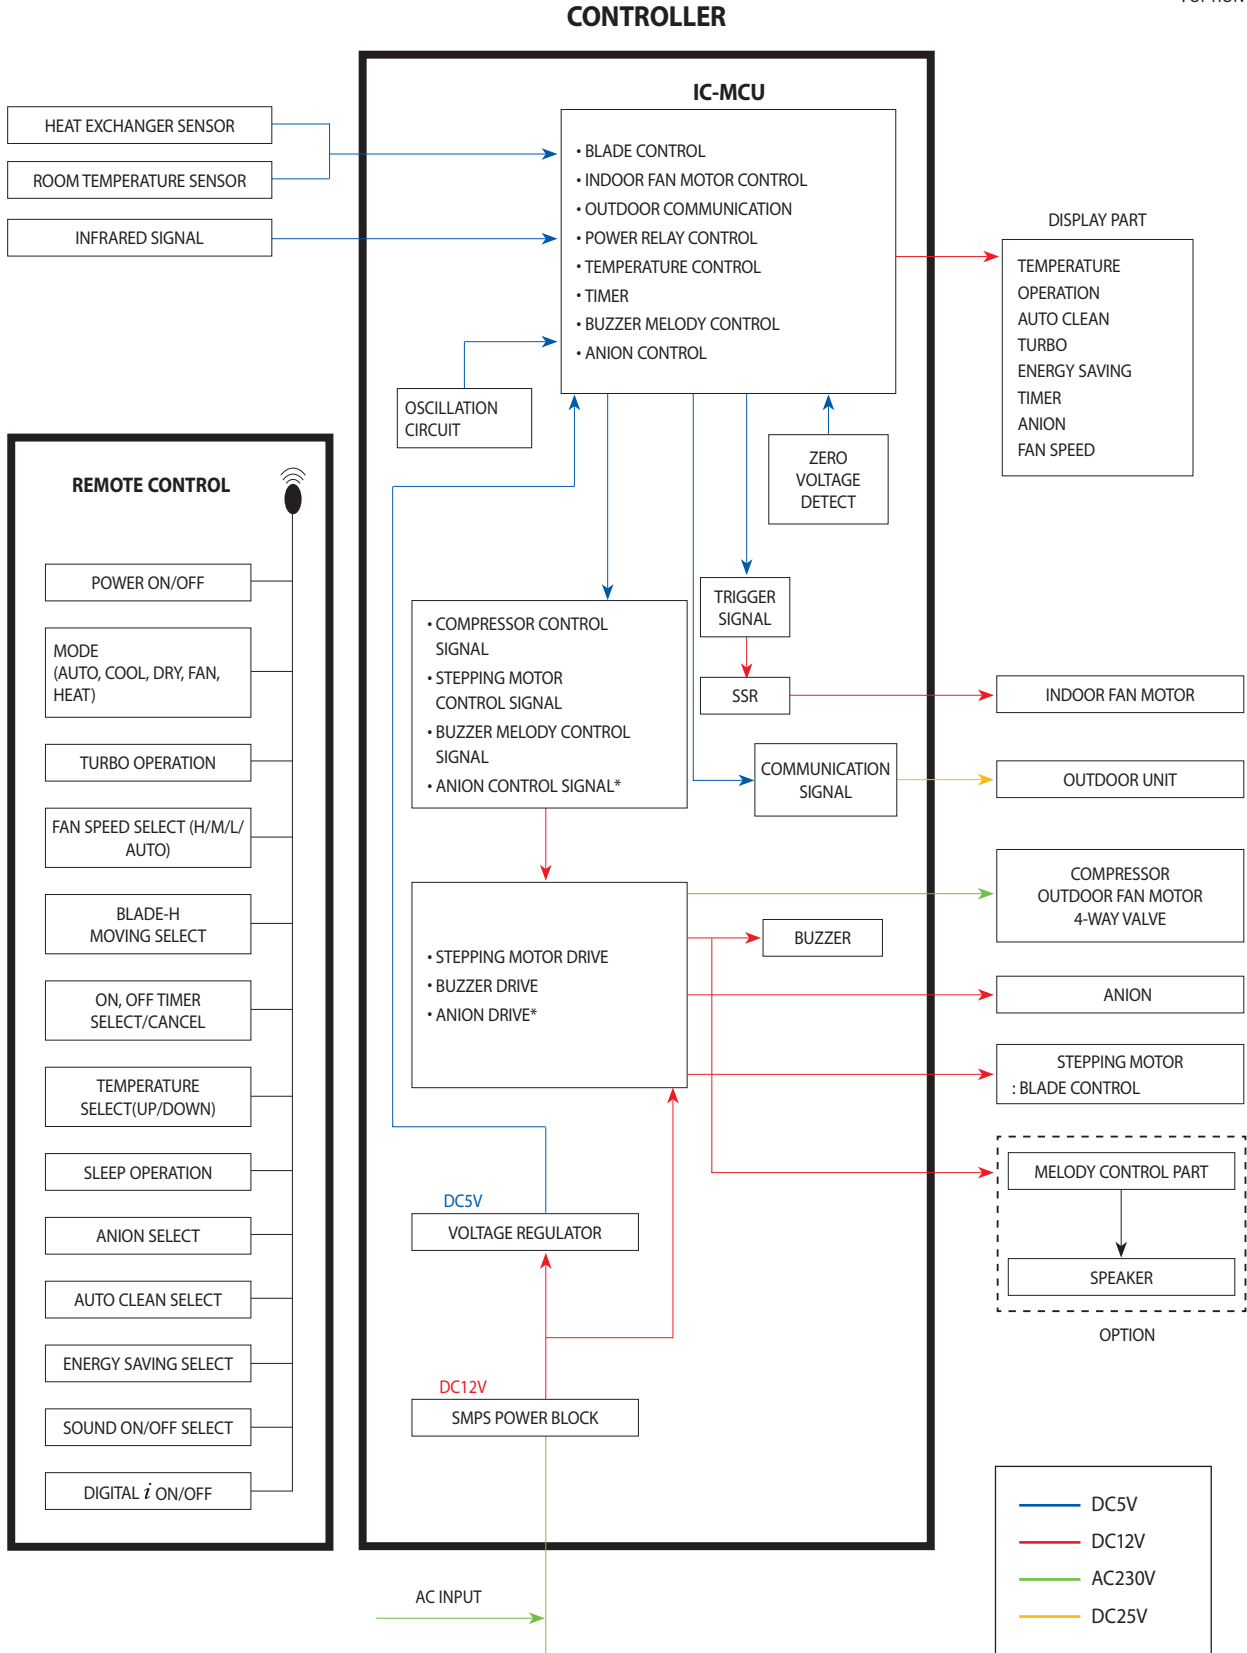 CONTROLLER
IC-MCU
HEAT EXCHANGER SENSOR
ROOM TEMPERATURE SENSOR
INFRARED SIGNAL
• BLADE CONTROL
• INDOOR FAN MOTOR CONTROL
• OUTDOOR COMMUNICATION
• POWER RELAY CONTROL
• TEMPERATURE CONTROL
• TIMER
• BUZZER MELODY CONTROL
• ANION CONTROL
DISPLAY PART
TEMPERATURE
OPERATION
AUTO CLEAN
TURBO
ENERGY SAVING
TIMER
ANION
FAN SPEED
OSCILLATION
CIRCUIT
ZERO
VOLTAGE
DETECT
REMOTE CONTROL
POWER ON/OFF
MODE
(AUTO, COOL, DRY, FAN,
HEAT)
TURBO OPERATION
FAN SPEED SELECT (H/M/L/
AUTO)
BLADE-H
MOVING SELECT
ON, OFF TIMER
SELECT/CANCEL
TEMPERATURE
SELECT(UP/DOWN)
SLEEP OPERATION
ANION SELECT
AUTO CLEAN SELECT
ENERGY SAVING SELECT
SOUND ON/OFF SELECT
DIGITAL i ON/OFF
• COMPRESSOR CONTROL
SIGNAL
• STEPPING MOTOR
CONTROL SIGNAL
• BUZZER MELODY CONTROL
SIGNAL
• ANION CONTROL SIGNAL*
TRIGGER
SIGNAL
SSR
COMMUNICATION
SIGNAL
INDOOR FAN MOTOR
OUTDOOR UNIT
COMPRESSOR
OUTDOOR FAN MOTOR
4-WAY VALVE
• STEPPING MOTOR DRIVE
• BUZZER DRIVE
• ANION DRIVE*
BUZZER
ANION
STEPPING MOTOR
: BLADE CONTROL
MELODY CONTROL PART
SPEAKER
OPTION
DC5V
VOLTAGE REGULATOR
DC12V
SMPS POWER BLOCK
AC INPUT
DC5V
DC12V
AC230V
DC25V